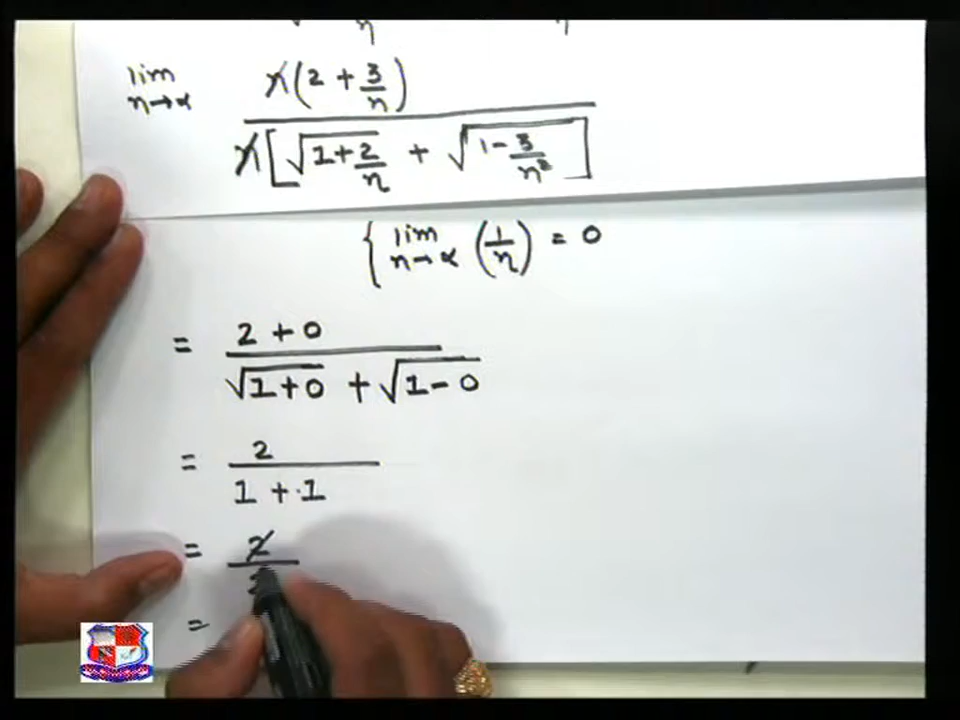 lim n→α n(2 + 3/n) / n[√1+2/n + √1-3/n²]
{ lim n→α (1/n) = 0
= 2 + 0 / √1+0 + √1-0
= 2 / 1 + 1
= 2 /
=